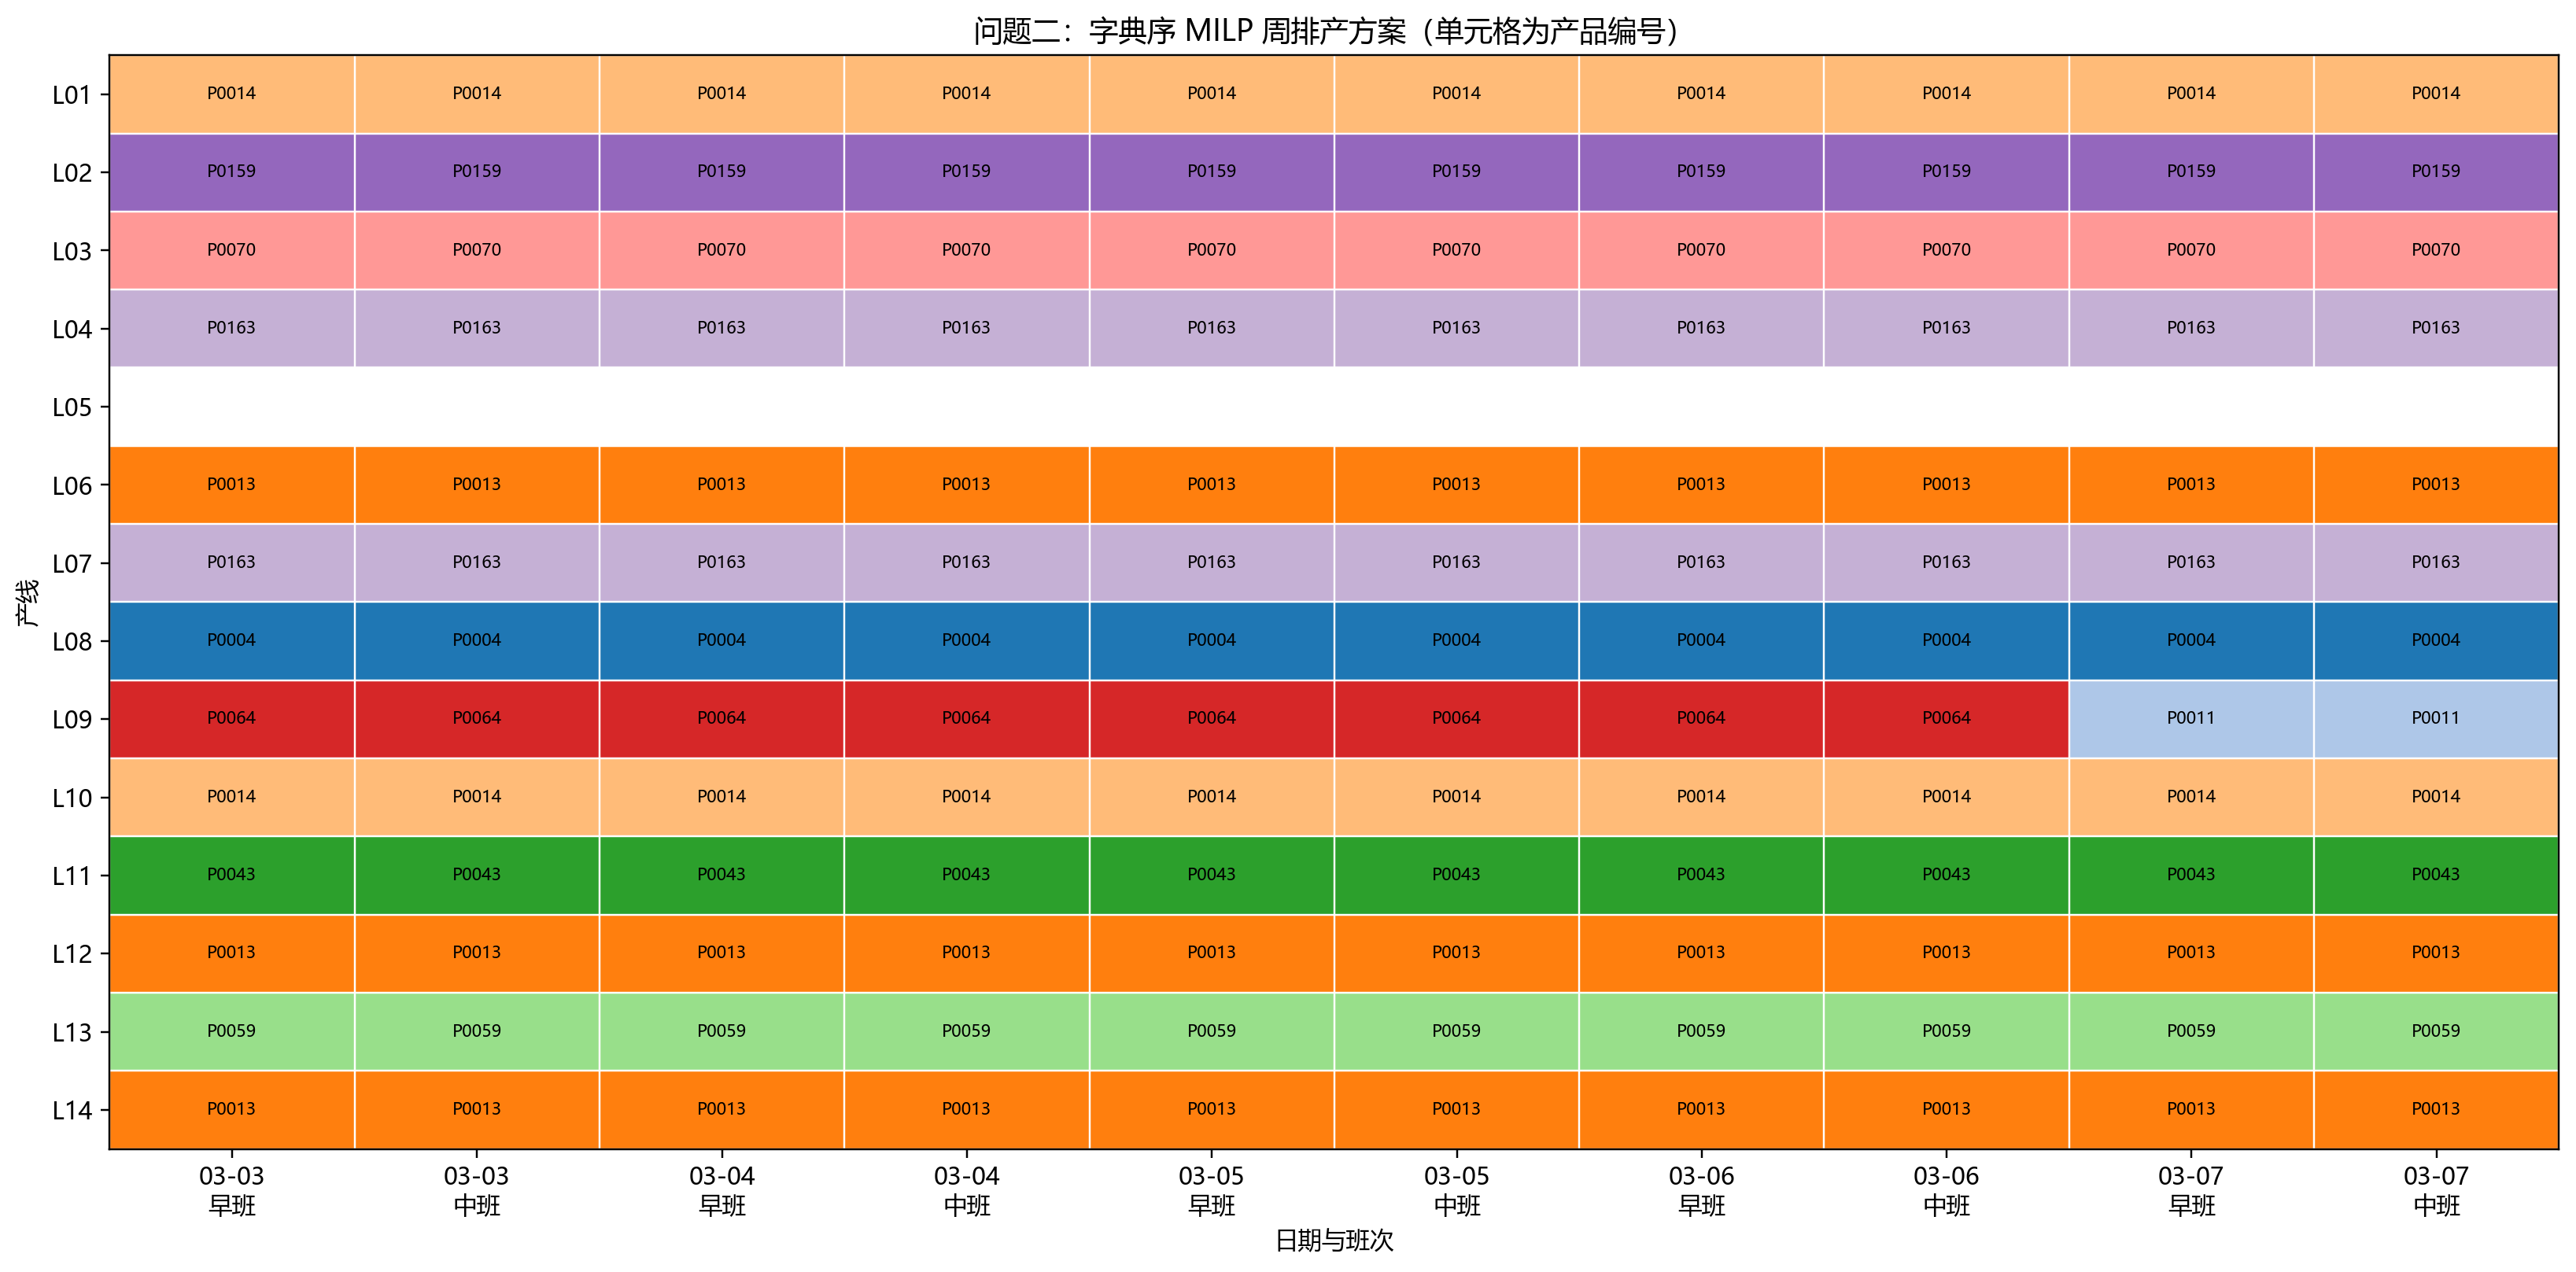 问题二：字典序 MILP 周排产方案（单元格为产品编号）
产线
L01 P0014 P0014 P0014 P0014 P0014 P0014 P0014 P0014 P0014 P0014
L02 P0159 P0159 P0159 P0159 P0159 P0159 P0159 P0159 P0159 P0159
L03 P0070 P0070 P0070 P0070 P0070 P0070 P0070 P0070 P0070 P0070
L04 P0163 P0163 P0163 P0163 P0163 P0163 P0163 P0163 P0163 P0163
L05
L06 P0013 P0013 P0013 P0013 P0013 P0013 P0013 P0013 P0013 P0013
L07 P0163 P0163 P0163 P0163 P0163 P0163 P0163 P0163 P0163 P0163
L08 P0004 P0004 P0004 P0004 P0004 P0004 P0004 P0004 P0004 P0004
L09 P0064 P0064 P0064 P0064 P0064 P0064 P0064 P0064 P0011 P0011
L10 P0014 P0014 P0014 P0014 P0014 P0014 P0014 P0014 P0014 P0014
L11 P0043 P0043 P0043 P0043 P0043 P0043 P0043 P0043 P0043 P0043
L12 P0013 P0013 P0013 P0013 P0013 P0013 P0013 P0013 P0013 P0013
L13 P0059 P0059 P0059 P0059 P0059 P0059 P0059 P0059 P0059 P0059
L14 P0013 P0013 P0013 P0013 P0013 P0013 P0013 P0013 P0013 P0013
03-03 03-03 03-04 03-04 03-05 03-05 03-06 03-06 03-07 03-07
早班 中班 早班 中班 早班 中班 早班 中班 早班 中班
日期与班次